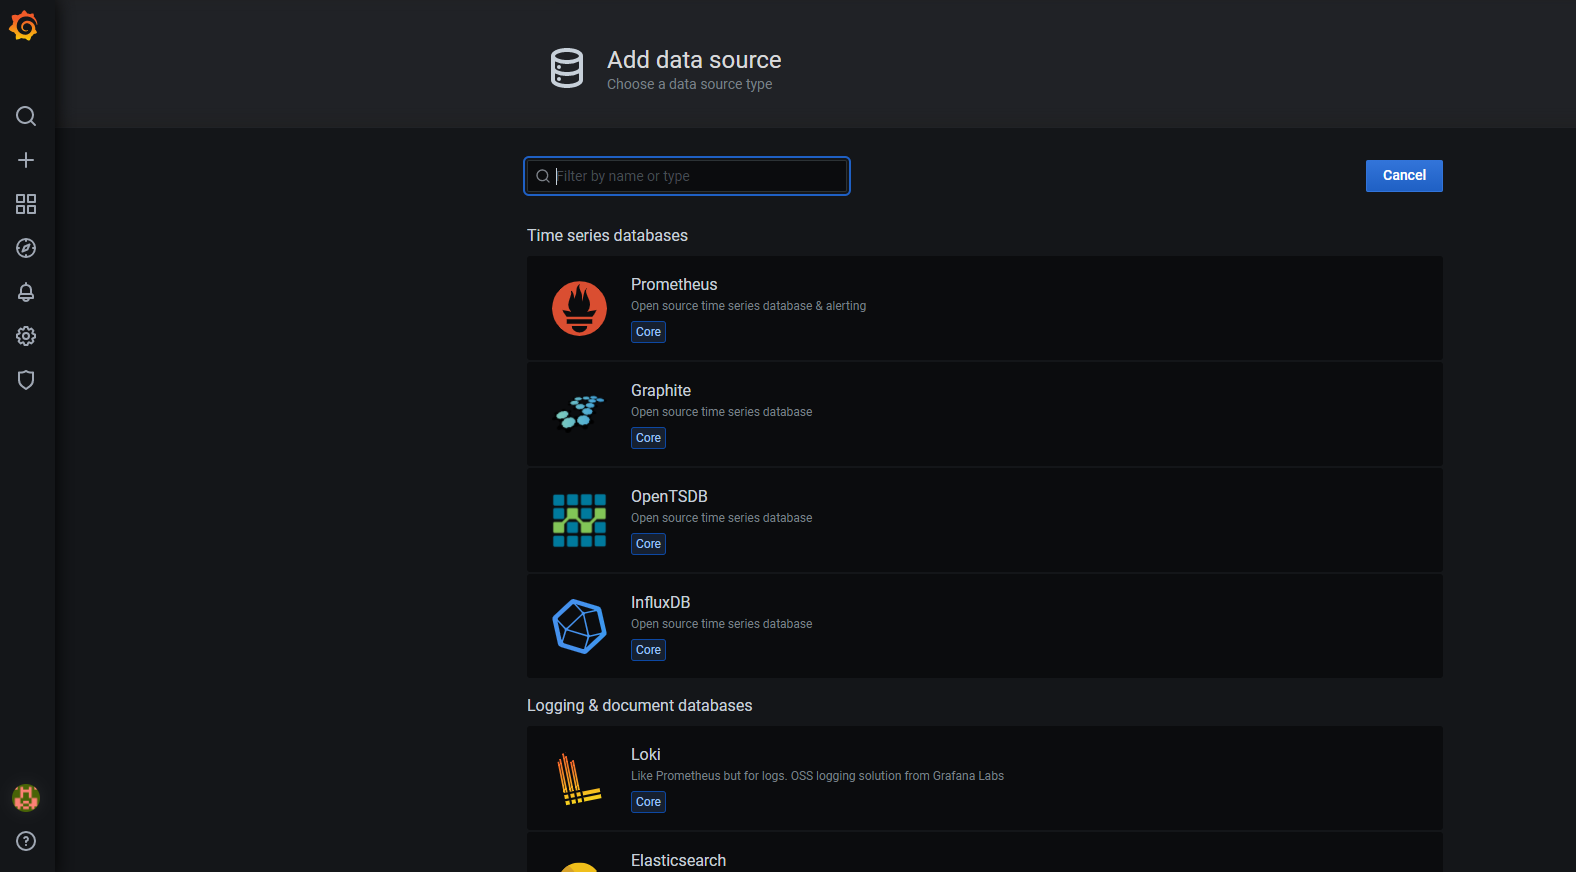 Add data source
Choose a data source type
Filter by name or type
Cancel
Time series databases
Prometheus
Open source time series database & alerting
Core
Graphite
Open source time series database
Core
OpenTSDB
Open source time series database
Core
InfluxDB
Open source time series database
Core
Logging & document databases
Loki
Like Prometheus but for logs. OSS logging solution from Grafana Labs
Core
Elasticsearch